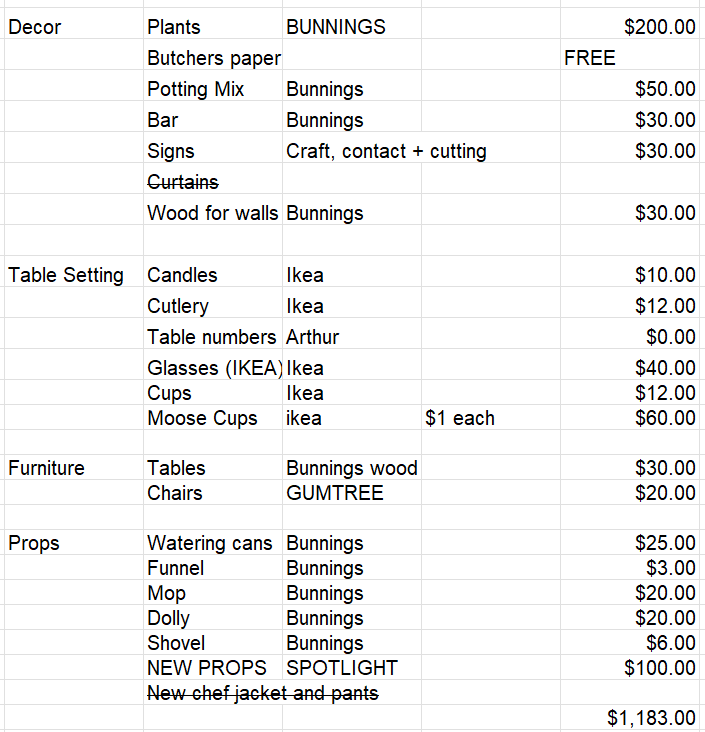 Decor Plants BUNNINGS $200.00
Butchers paper FREE
Potting Mix Bunnings $50.00
Bar Bunnings $30.00
Signs Craft, contact + cutting $30.00
Curtains
Wood for walls Bunnings $30.00
Table Setting Candles Ikea $10.00
Cutlery Ikea $12.00
Table numbers Arthur $0.00
Glasses (IKEA) Ikea $40.00
Cups Ikea $12.00
Moose Cups ikea $1 each $60.00
Furniture Tables Bunnings wood $30.00
Chairs GUMTREE $20.00
Props Watering cans Bunnings $25.00
Funnel Bunnings $3.00
Mop Bunnings $20.00
Dolly Bunnings $20.00
Shovel Bunnings $6.00
NEW PROPS SPOTLIGHT $100.00
New chef jacket and pants
$1,183.00